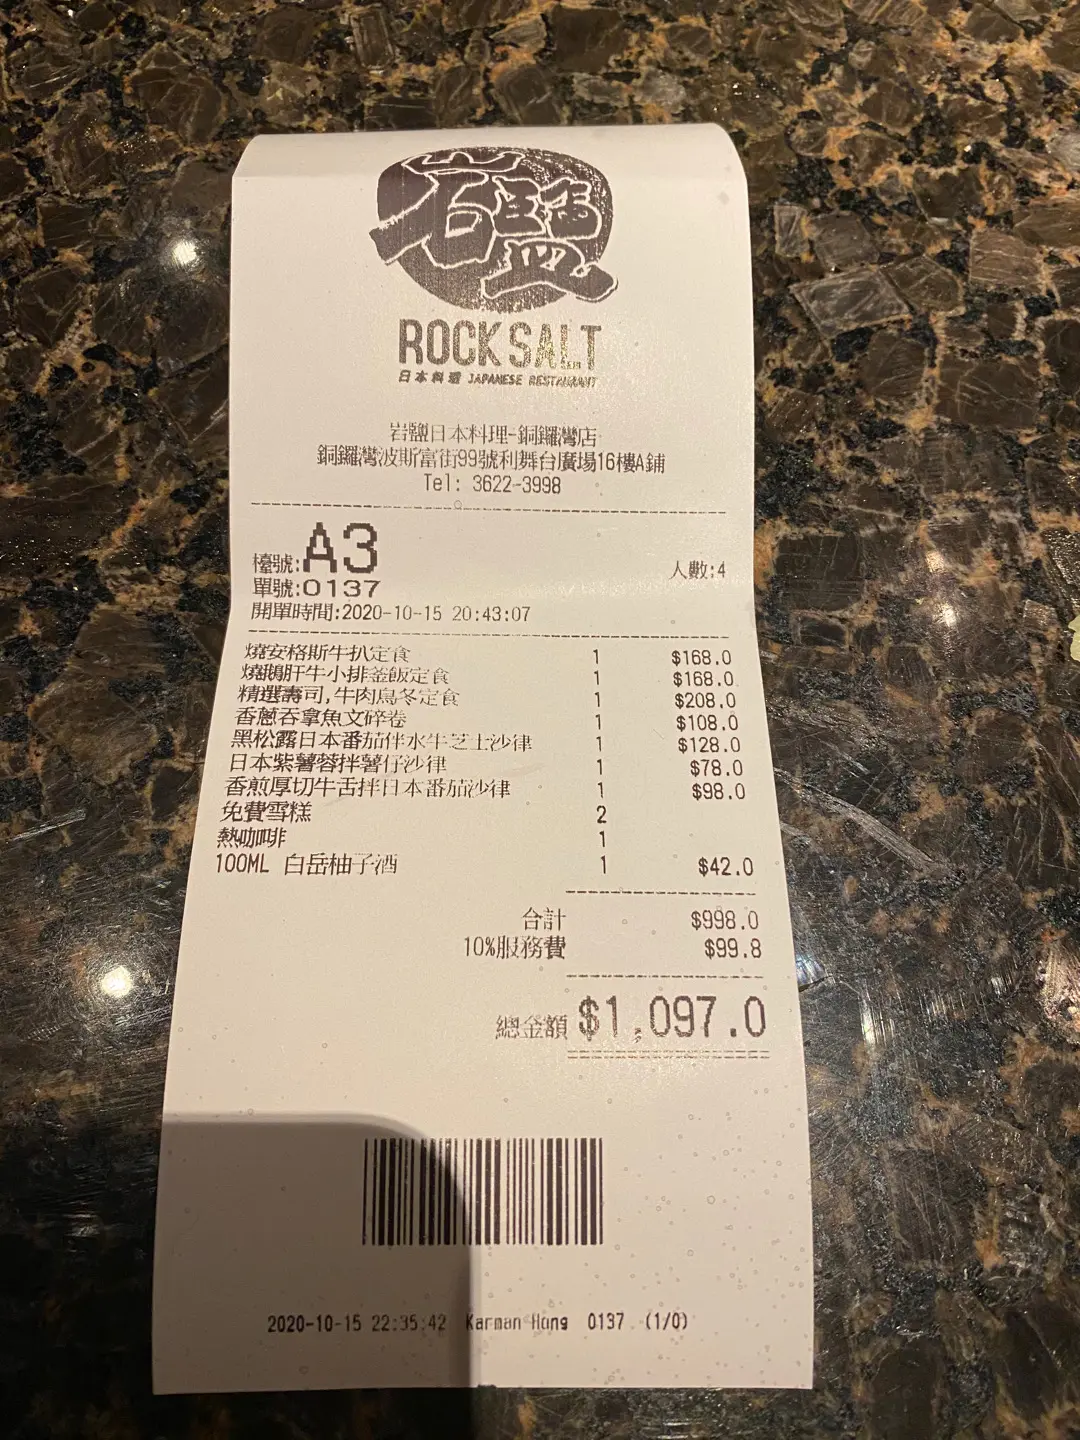 岩鹽
ROCKSALT
日本料理 JAPANESE RESTAURANT
岩鹽日本料理-銅鑼灣店
銅鑼灣波斯富街99號利舞台廣場16樓A鋪
Tel: 3622-3998
檯號:A3 人數:4
單號:0137
開單時間:2020-10-15 20:43:07
燒安格斯牛扒定食 1 $168.0
燒鵝肝牛小排釜飯定食 1 $168.0
精選壽司,牛肉烏冬定食 1 $208.0
香蔥吞拿魚文碎卷 1 $108.0
黑松露日本番茄伴水牛芝士沙律 1 $128.0
日本紫薯蓉拌薯仔沙律 1 $78.0
香煎厚切牛舌拌日本番茄沙律 1 $98.0
免費雪糕 2
熱咖啡 1
100ML 白岳柚子酒 1 $42.0
合計 $998.0
10%服務費 $99.8
總金額 $1,097.0
2020-10-15 22:35:42 Karman Hung 0137 (1/0)